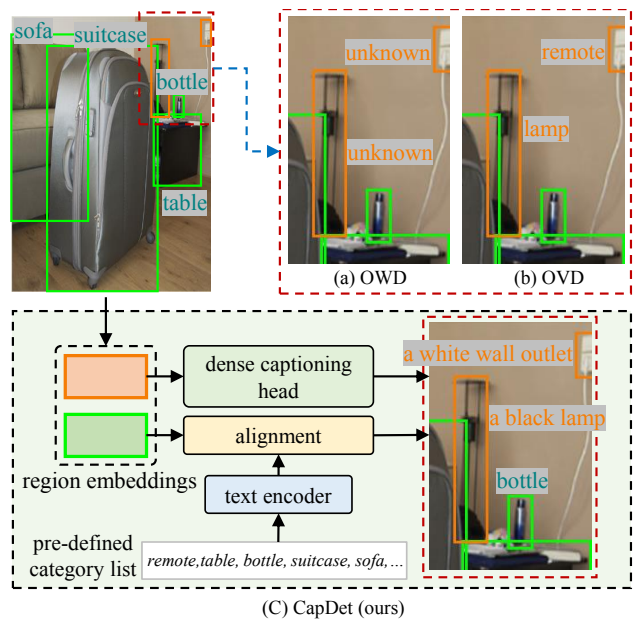 sofa
suitcase
bottle
table
unknown
unknown
remote
lamp
(a) OWD
(b) OVD
dense captioning
head
alignment
region embeddings
text encoder
pre-defined
category list
remote,table, bottle, suitcase, sofa,...
a white wall outlet
a black lamp
bottle
(C) CapDet (ours)